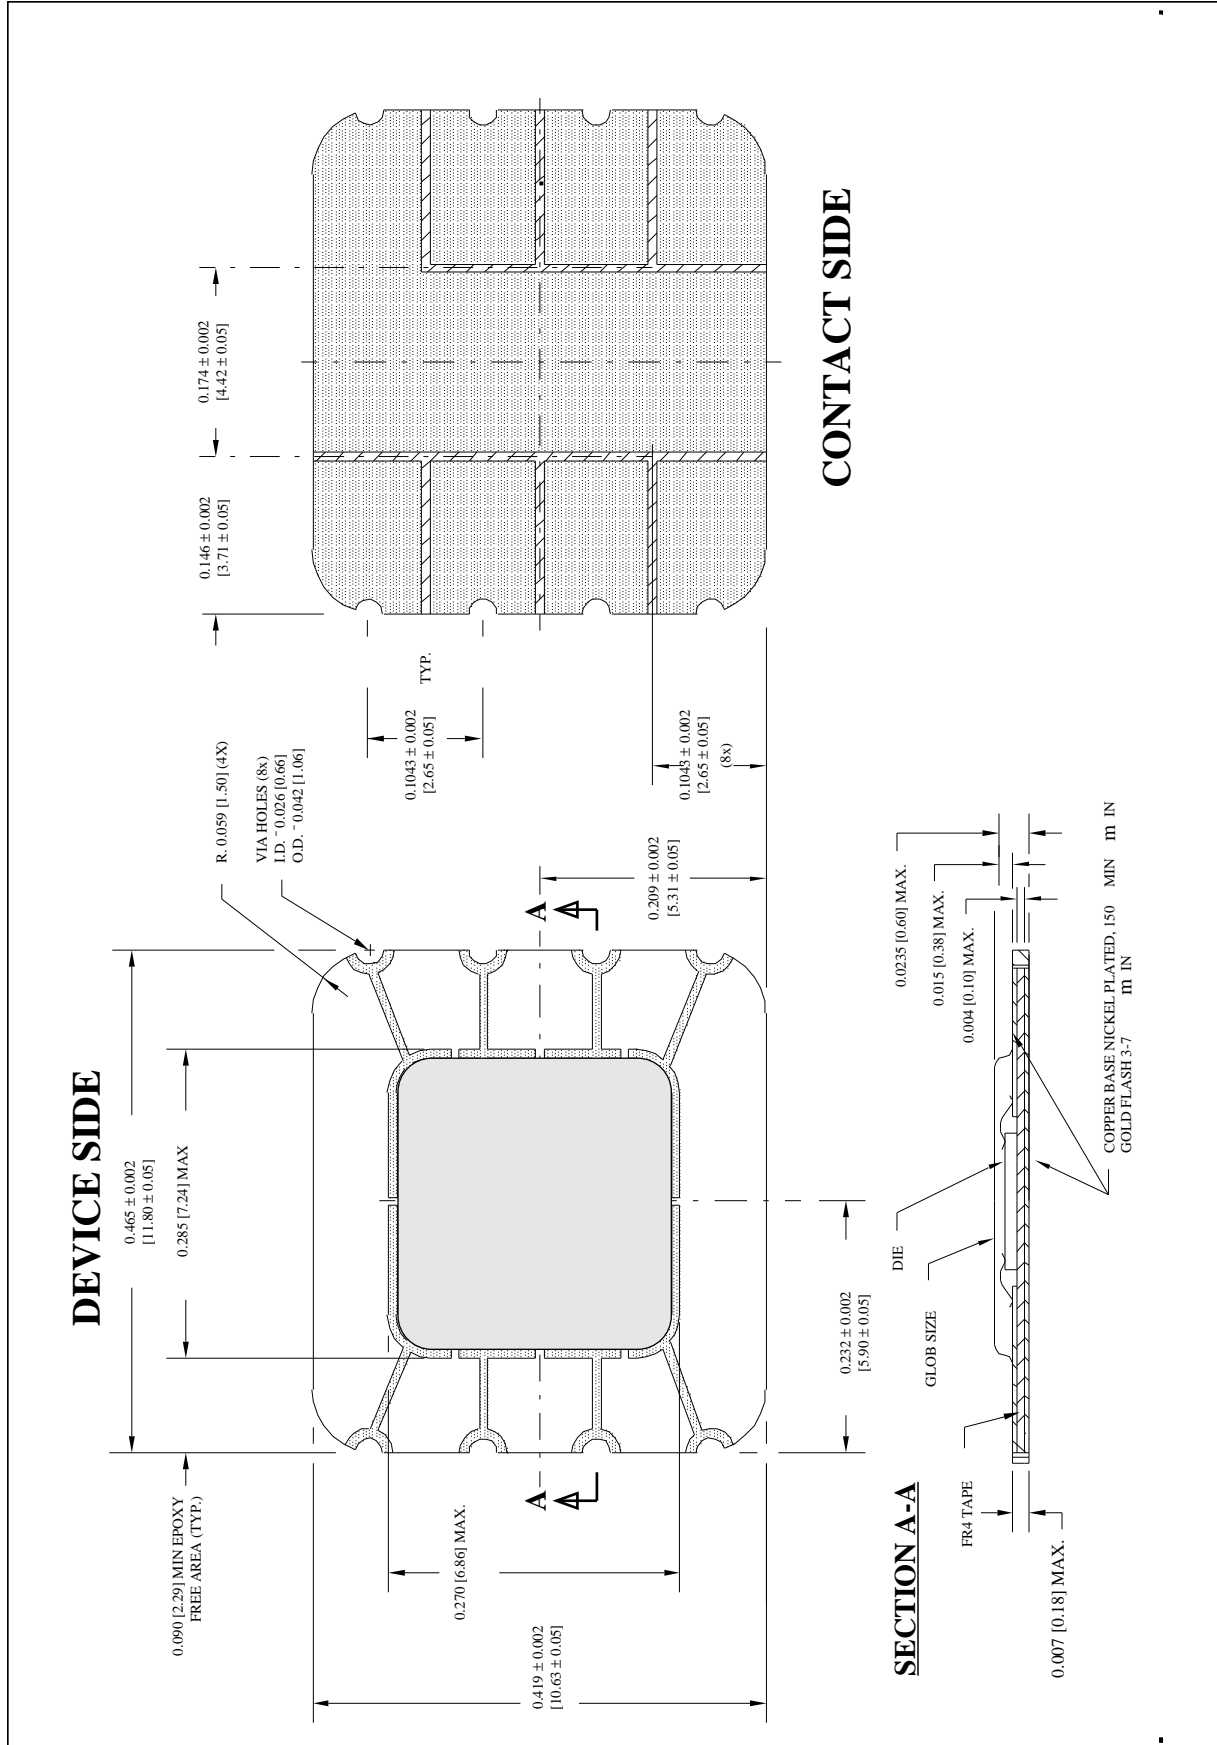 DEVICE SIDE
0.465 ± 0.002
[11.80 ± 0.05]
0.285 [7.24] MAX
0.090 [2.29] MIN EPOXY
FREE AREA (TYP.)
R. 0.059 [1.50] (4X)
VIA HOLES (8x)
I.D. ¯ 0.026 [0.66]
O.D. ¯ 0.042 [1.06]
0.146 ± 0.002
[3.71 ± 0.05]
0.174 ± 0.002
[4.42 ± 0.05]
0.1043 ± 0.002
[2.65 ± 0.05]
TYP.
0.1043 ± 0.002
[2.65 ± 0.05]
(8x)
CONTACT SIDE
A
A
0.270 [6.86] MAX.
0.419 ± 0.002
[10.63 ± 0.05]
0.209 ± 0.002
[5.31 ± 0.05]
0.232 ± 0.002
[5.90 ± 0.05]
SECTION A-A
FR4 TAPE
GLOB SIZE
DIE
0.0235 [0.60] MAX.
0.015 [0.38] MAX.
0.004 [0.10] MAX.
0.007 [0.18] MAX.
COPPER BASE NICKEL PLATED, 150 MIN m IN
GOLD FLASH 3-7 m IN